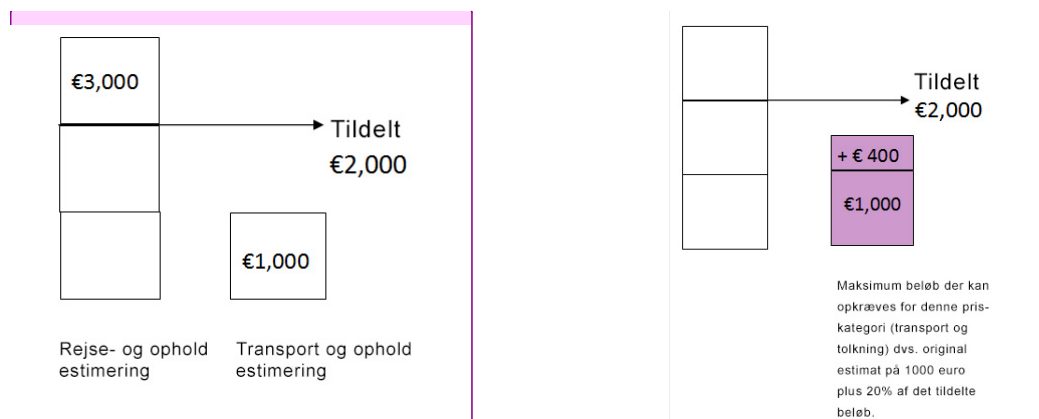 €3,000
Tildelt
€2,000
€1,000
Rejse- og ophold
estimering
Transport og ophold
estimering
Tildelt
€2,000
+ € 400
€1,000
Maksimum beløb der kan
opkræves for denne pris-
kategori (transport og
tolkning) dvs. original
estimat på 1000 euro
plus 20% af det tildelte
beløb.